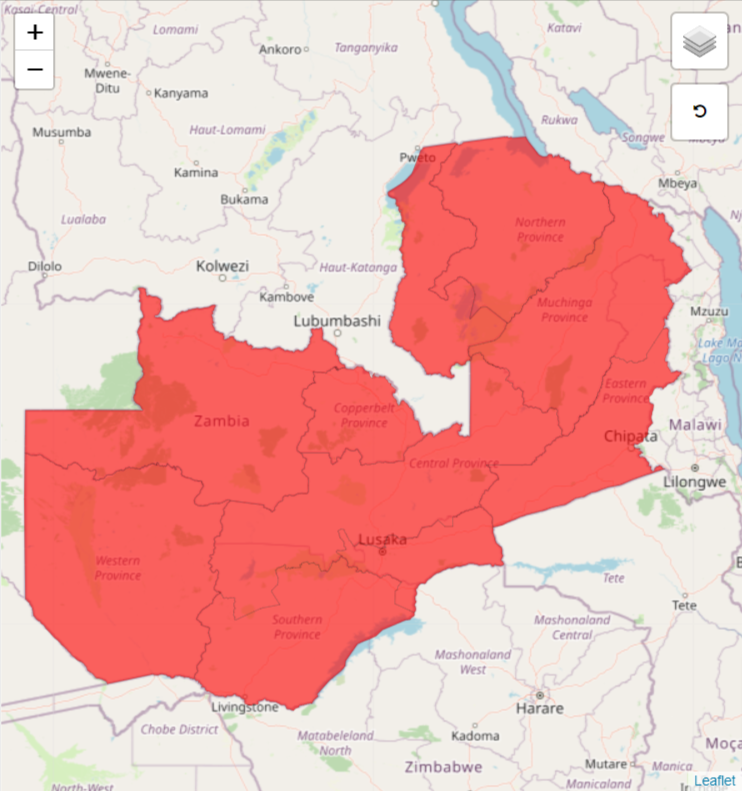 Kasai-Central
+
−
Lomami
Katavi
Ankoro
Tanganyika
Mwene-
Ditu
Kanyama
Rukwa
Musumba
Haut-Lomami
Songwe
Pweto
Kamina
Mbeya
Bukama
Lualaba
Northern
Province
Dilolo
Kolwezi
Haut-Katanga
Kambove
Muchinga
Province
Mzuzu
Lubumbashi
Eastern
Province
Copperbelt
Province
Zambia
Malawi
Chipata
Central Province
Lilongwe
Lusaka
Western
Province
Tete
Tete
Southern
Province
Mashonaland
Central
Mashonaland
West
Livingstone
Harare
Chobe District
Matabeleland
North
Kadoma
Zimbabwe
Mutare
Manica
Manicaland
North-West
Leaflet